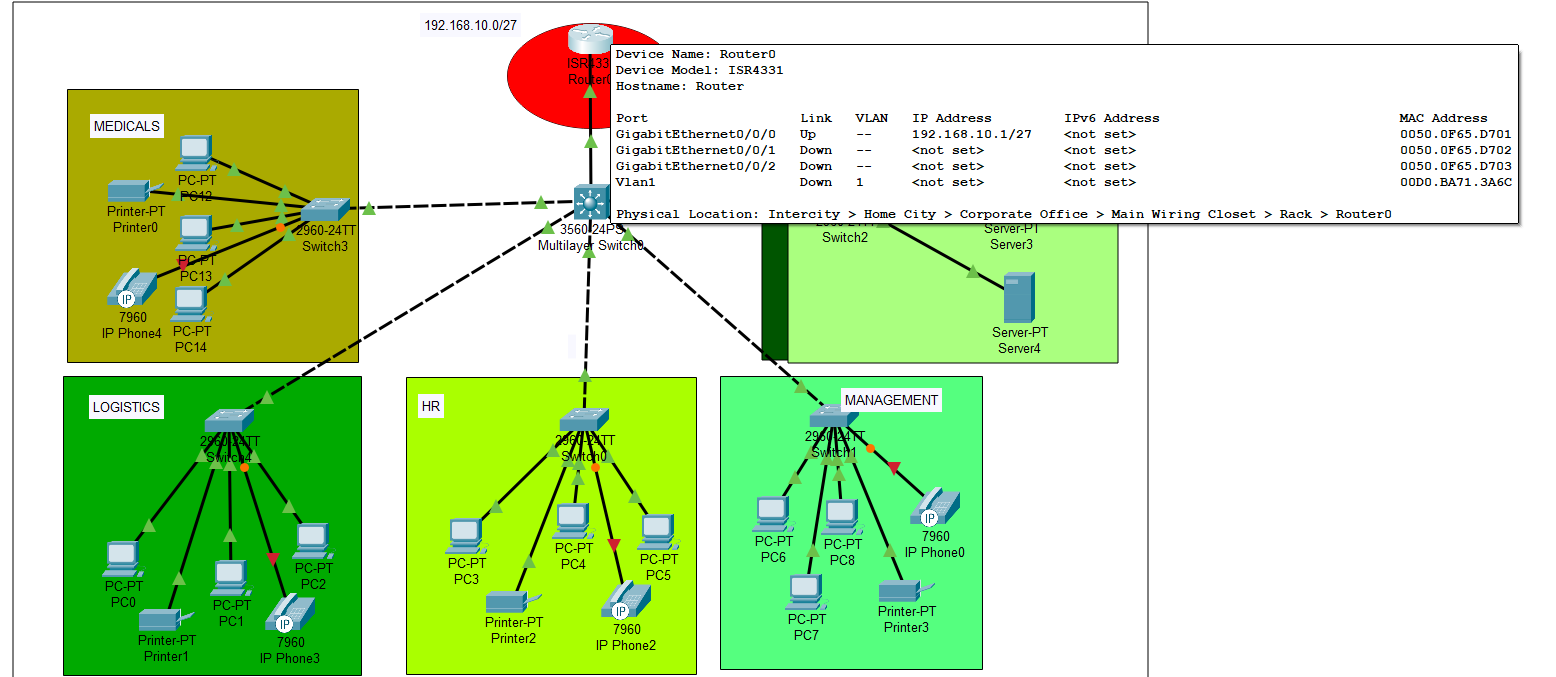 192.168.10.0/27
ISR433
Router0
Device Name: Router0
Device Model: ISR4331
Hostname: Router
Port Link VLAN IP Address IPv6 Address MAC Address
GigabitEthernet0/0/0 Up -- 192.168.10.1/27 <not set> 0050.0F65.D701
GigabitEthernet0/0/1 Down -- <not set> <not set> 0050.0F65.D702
GigabitEthernet0/0/2 Down -- <not set> <not set> 0050.0F65.D703
Vlan1 Down 1 <not set> <not set> 00D0.BA71.3A6C
Physical Location: Intercity > Home City > Corporate Office > Main Wiring Closet > Rack > Router0
MEDICALS
PC-PT
PC12
Printer-PT
Printer0
2960-24TT
Switch3
PC-PT
PC13
7960
IP Phone4
IP
PC-PT
PC14
3560-24PS
Multilayer Switch0
2960-24TT
Switch2
Server-PT
Server3
Server-PT
Server4
LOGISTICS
2960-24TT
Switch4
PC-PT
PC0
PC-PT
PC1
PC-PT
PC2
Printer-PT
Printer1
IP
7960
IP Phone3
HR
2960-24TT
Switch0
PC-PT
PC3
PC-PT
PC4
PC-PT
PC5
Printer-PT
Printer2
IP
7960
IP Phone2
MANAGEMENT
2960-24TT
Switch1
PC-PT
PC6
PC-PT
PC8
PC-PT
PC7
IP
7960
IP Phone0
Printer-PT
Printer3